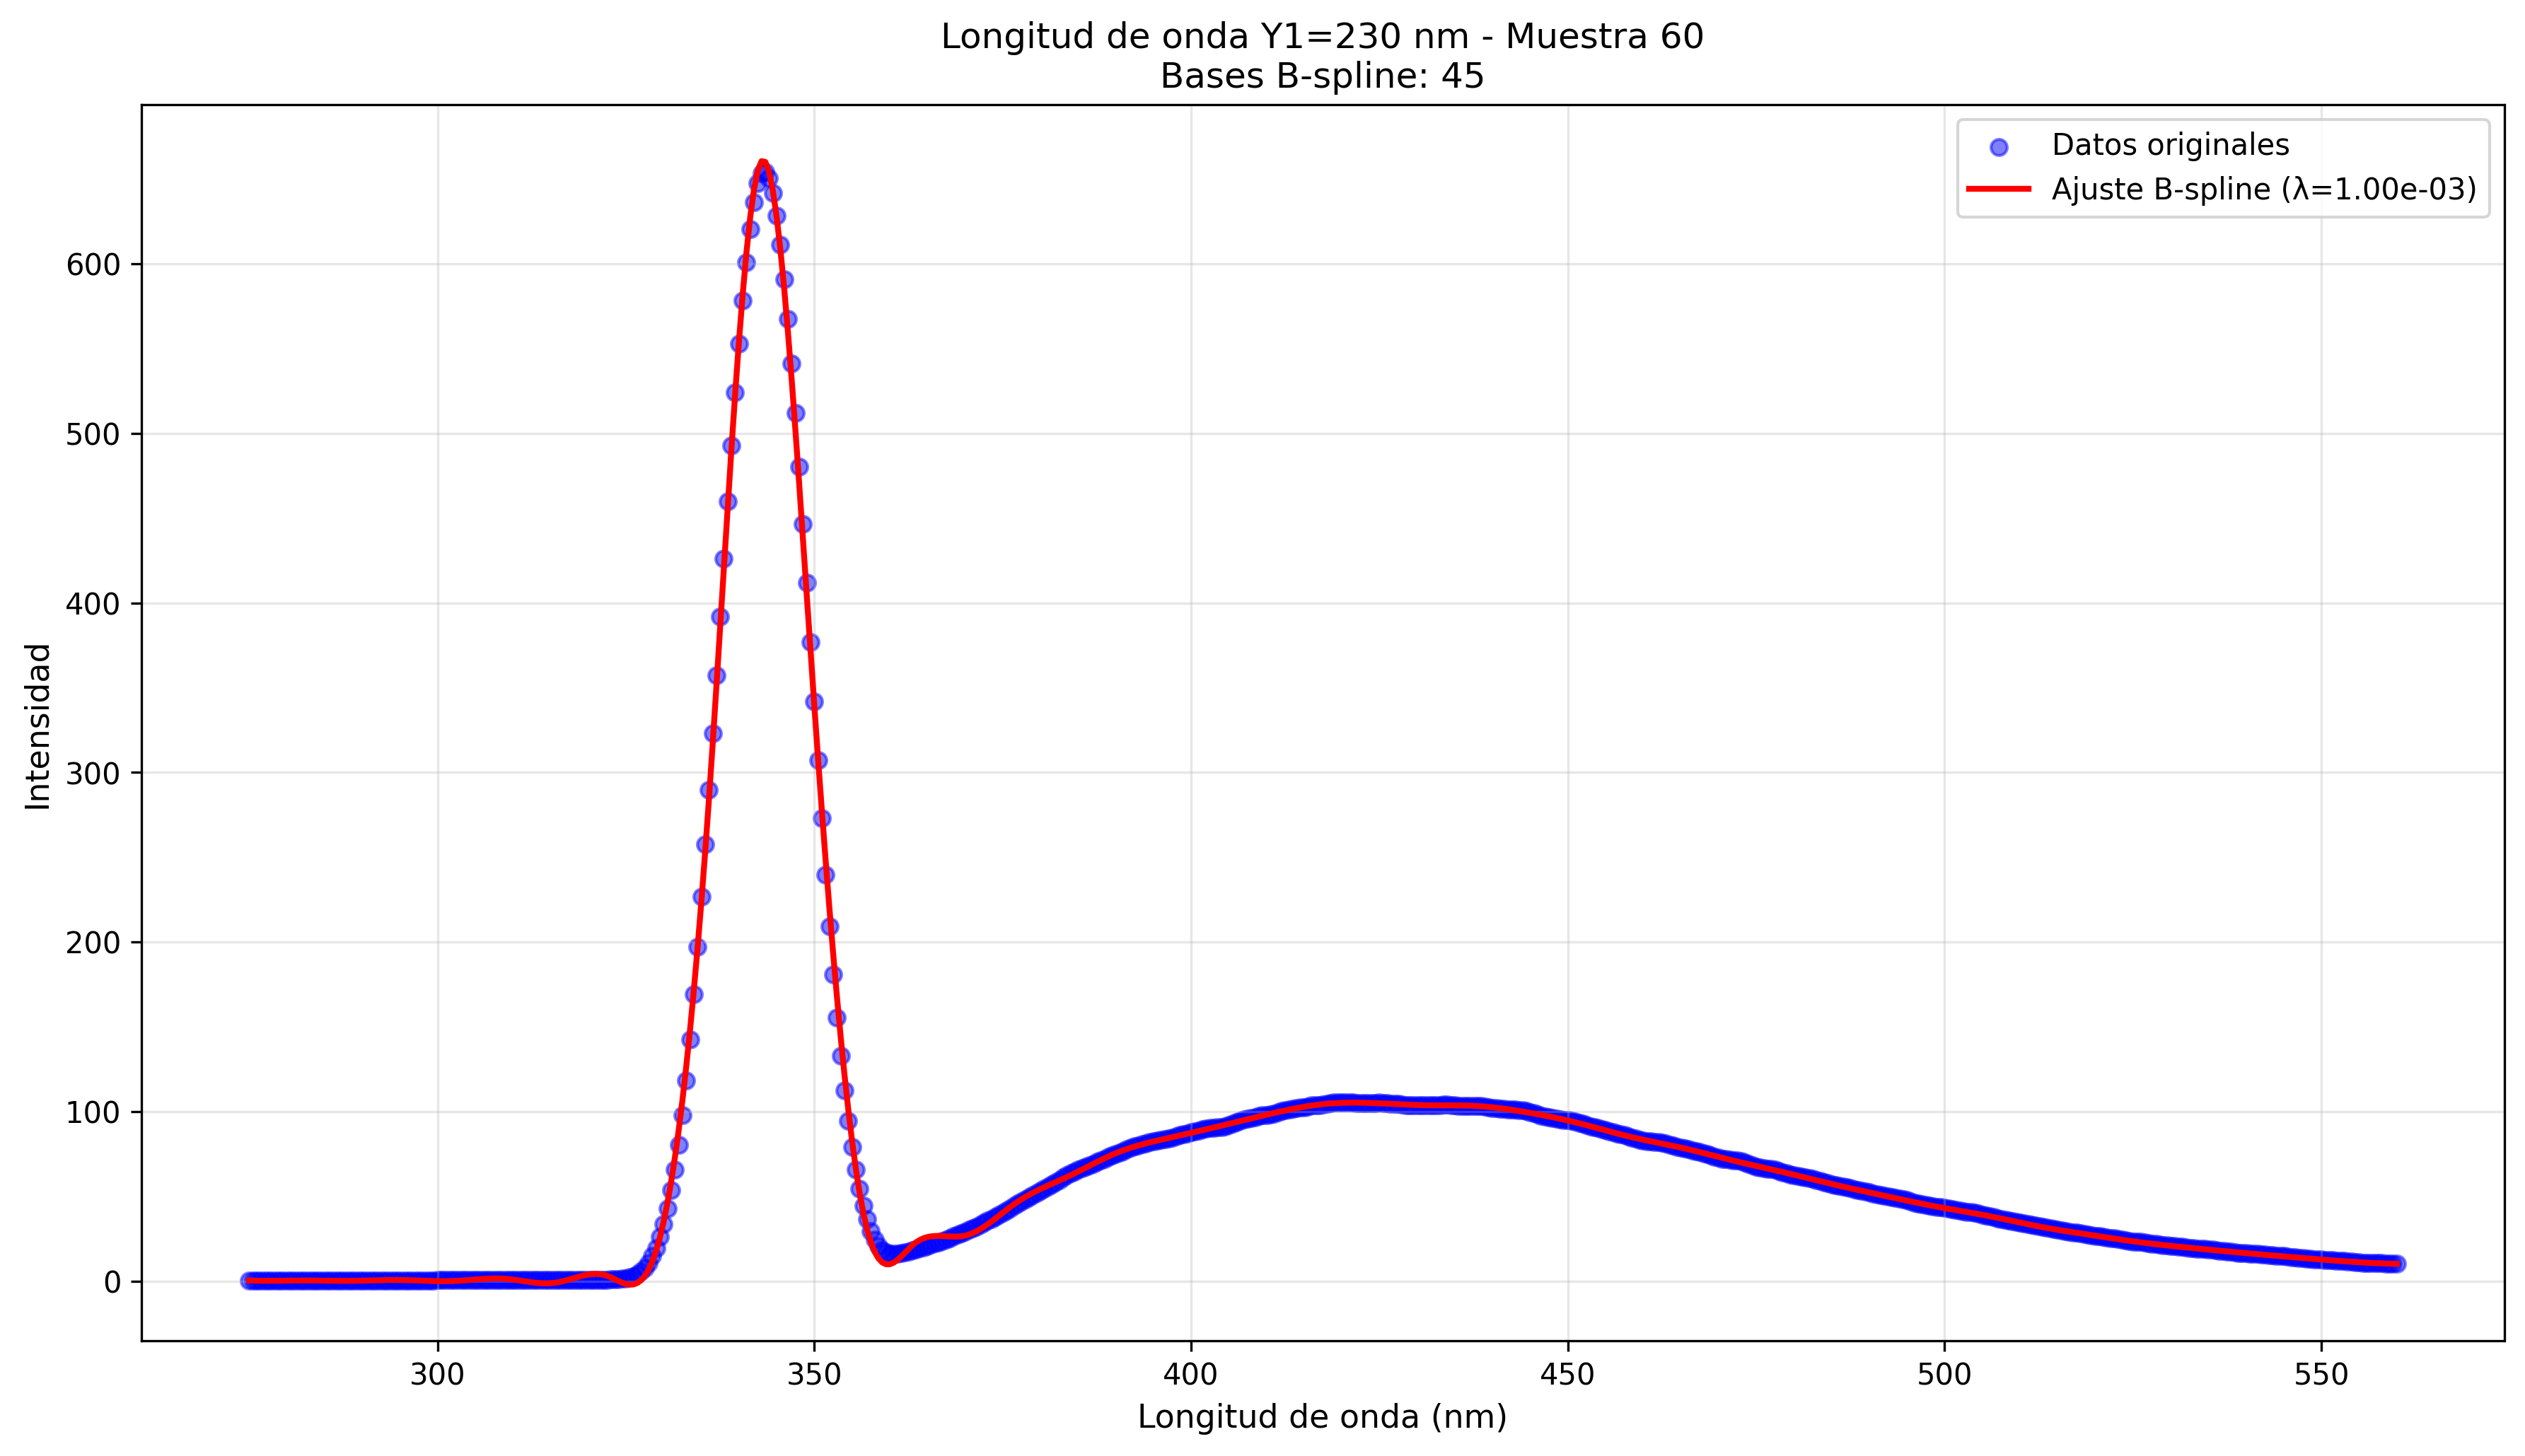 Longitud de onda Y1=230 nm - Muestra 60
Bases B-spline: 45
Datos originales
Ajuste B-spline (λ=1.00e-03)
Intensidad
600
500
400
300
200
100
0
300
350
400
450
500
550
Longitud de onda (nm)